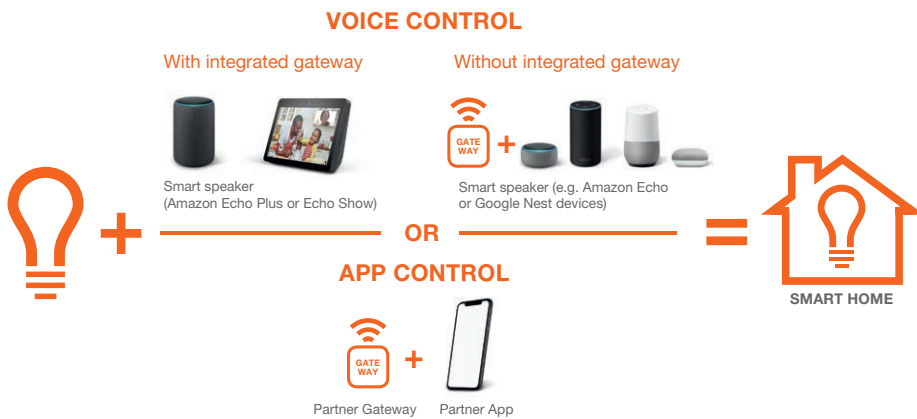 VOICE CONTROL
With integrated gateway
Without integrated gateway
GATE
WAY
Smart speaker
(Amazon Echo Plus or Echo Show)
Smart speaker (e.g. Amazon Echo
or Google Nest devices)
OR
APP CONTROL
SMART HOME
GATE
WAY
Partner Gateway
Partner App